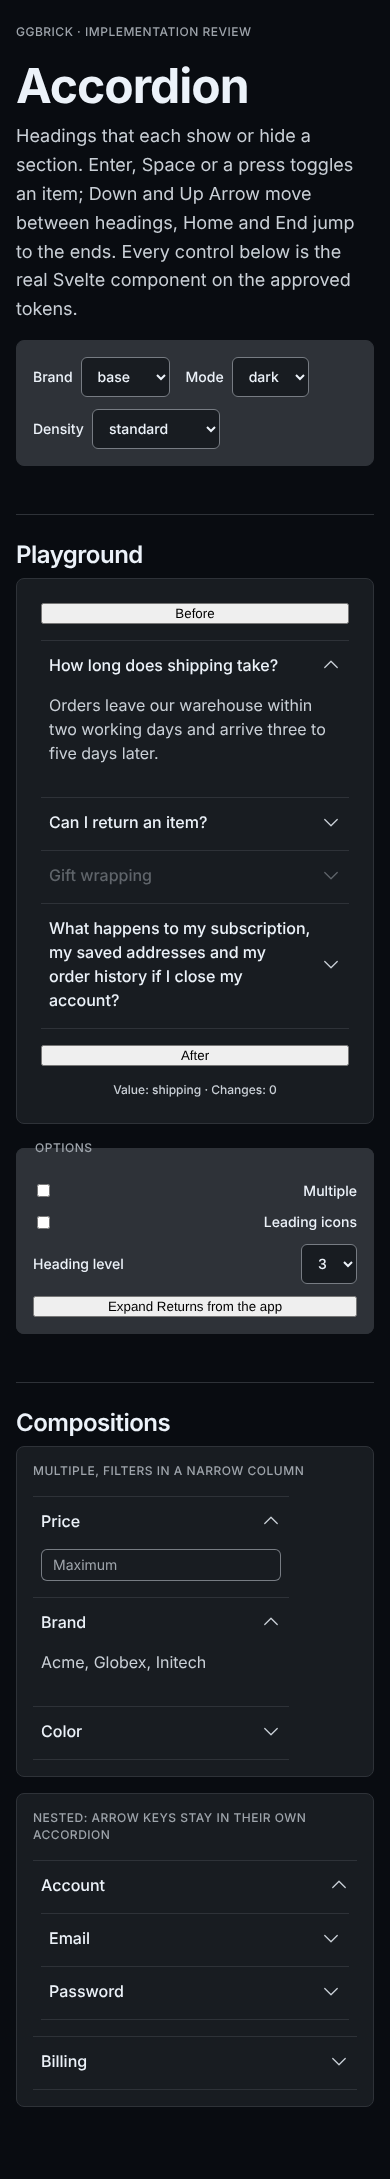 GGBRICK · IMPLEMENTATION REVIEW
Accordion
Headings that each show or hide a
section. Enter, Space or a press toggles
an item; Down and Up Arrow move
between headings, Home and End jump
to the ends. Every control below is the
real Svelte component on the approved
tokens.
Brand base Mode dark
Density standard
Playground
Before
How long does shipping take?
Orders leave our warehouse within
two working days and arrive three to
five days later.
Can I return an item?
Gift wrapping
What happens to my subscription,
my saved addresses and my
order history if I close my
account?
After
Value: shipping · Changes: 0
OPTIONS
Multiple
Leading icons
Heading level 3
Expand Returns from the app
Compositions
MULTIPLE, FILTERS IN A NARROW COLUMN
Price
Maximum
Brand
Acme, Globex, Initech
Color
NESTED: ARROW KEYS STAY IN THEIR OWN
ACCORDION
Account
Email
Password
Billing